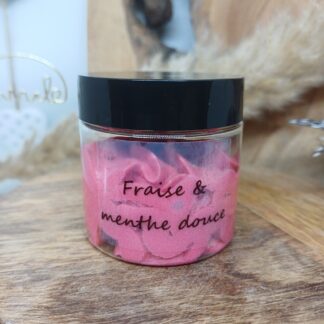 Fraise &
menthe douce